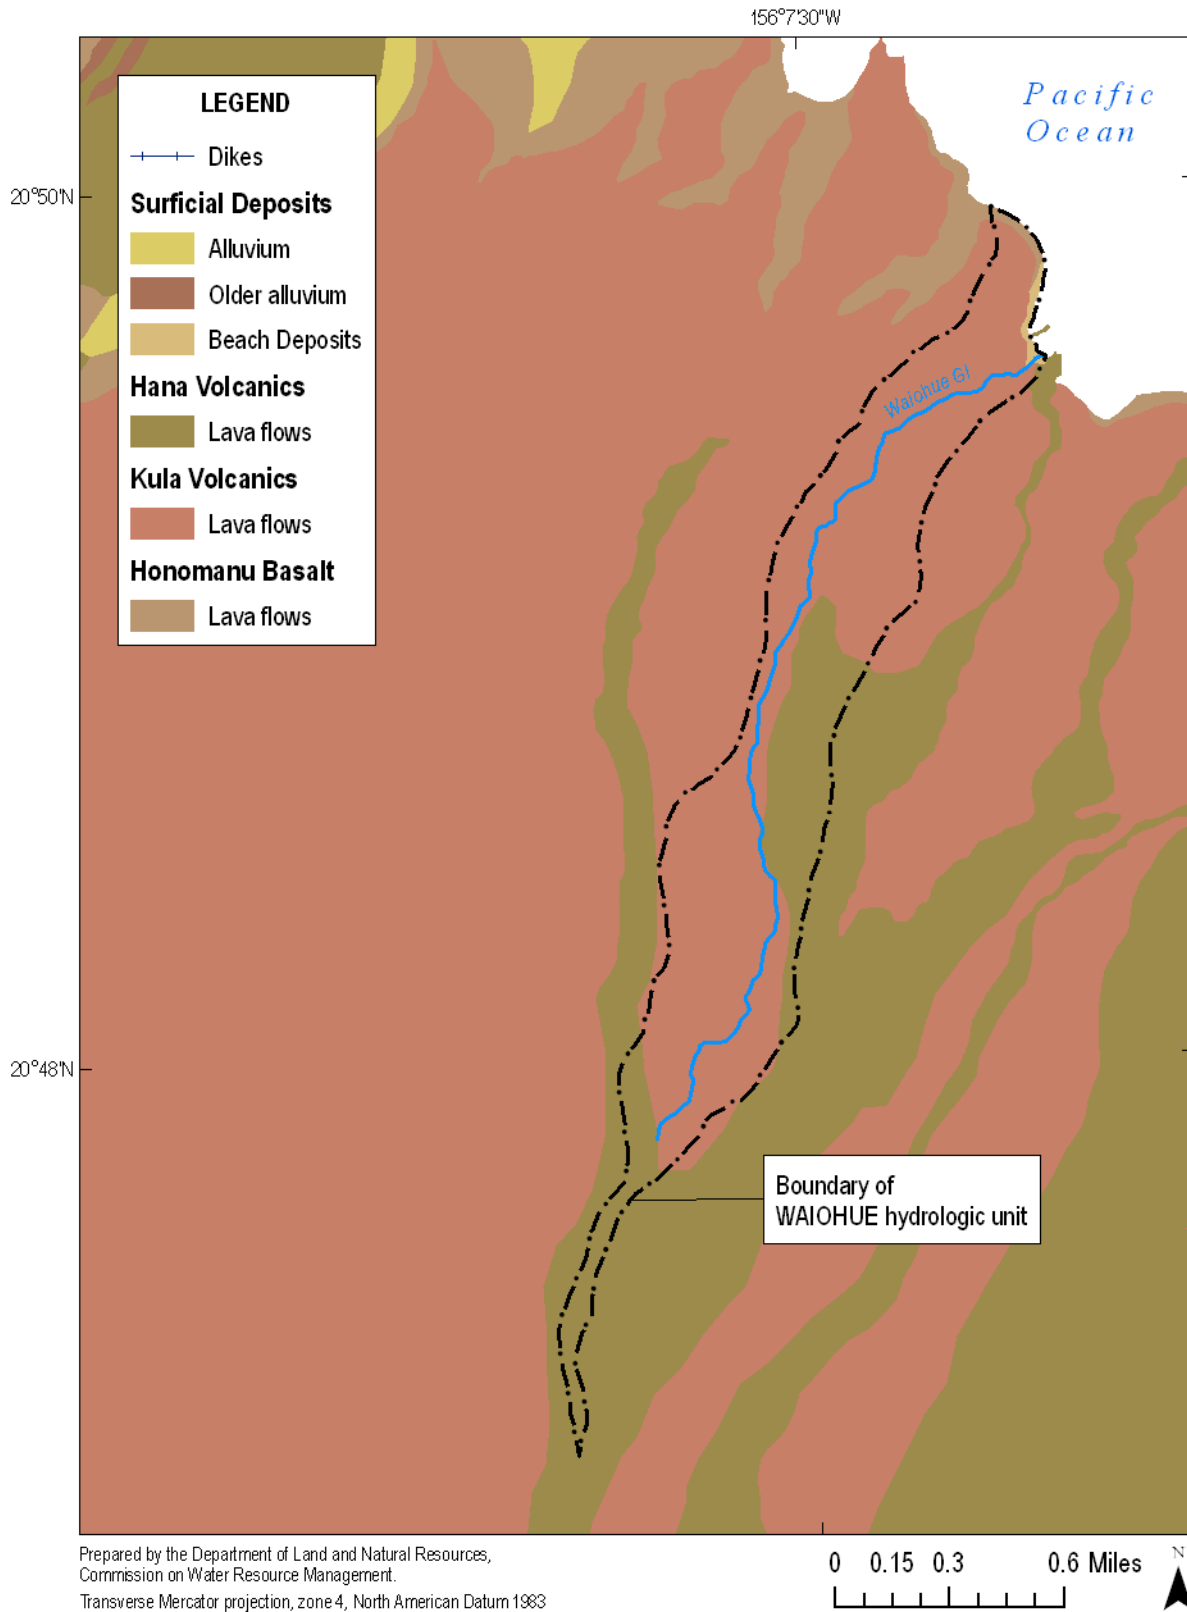 156°7'30"W
Pacific
Ocean
LEGEND
Dikes
20°50'N
Surficial Deposits
Alluvium
Older alluvium
Beach Deposits
Hana Volcanics
Lava flows
Kula Volcanics
Lava flows
Honomanu Basalt
Lava flows
Waiohue Gl
20°48'N
Boundary of
WAIOHUE hydrologic unit
Prepared by the Department of Land and Natural Resources,
Commission on Water Resource Management.
Transverse Mercator projection, zone 4, North American Datum 1983
0 0.15 0.3 0.6 Miles
N